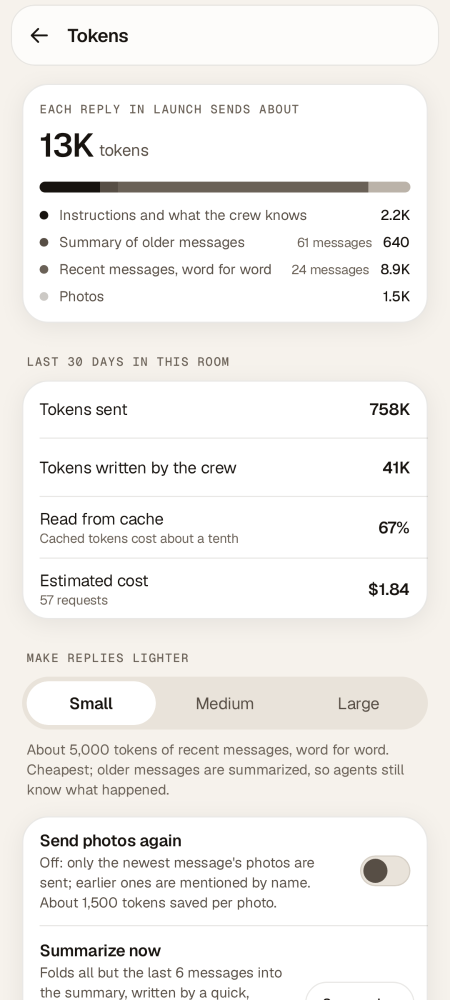 Tokens
EACH REPLY IN LAUNCH SENDS ABOUT
13K tokens
Instructions and what the crew knows 2.2K
Summary of older messages 61 messages 640
Recent messages, word for word 24 messages 8.9K
Photos 1.5K
LAST 30 DAYS IN THIS ROOM
Tokens sent 758K
Tokens written by the crew 41K
Read from cache 67%
Cached tokens cost about a tenth
Estimated cost $1.84
57 requests
MAKE REPLIES LIGHTER
Small Medium Large
About 5,000 tokens of recent messages, word for word.
Cheapest; older messages are summarized, so agents still
know what happened.
Send photos again
Off: only the newest message's photos are
sent; earlier ones are mentioned by name.
About 1,500 tokens saved per photo.
Summarize now
Folds all but the last 6 messages into
the summary, written by a quick,